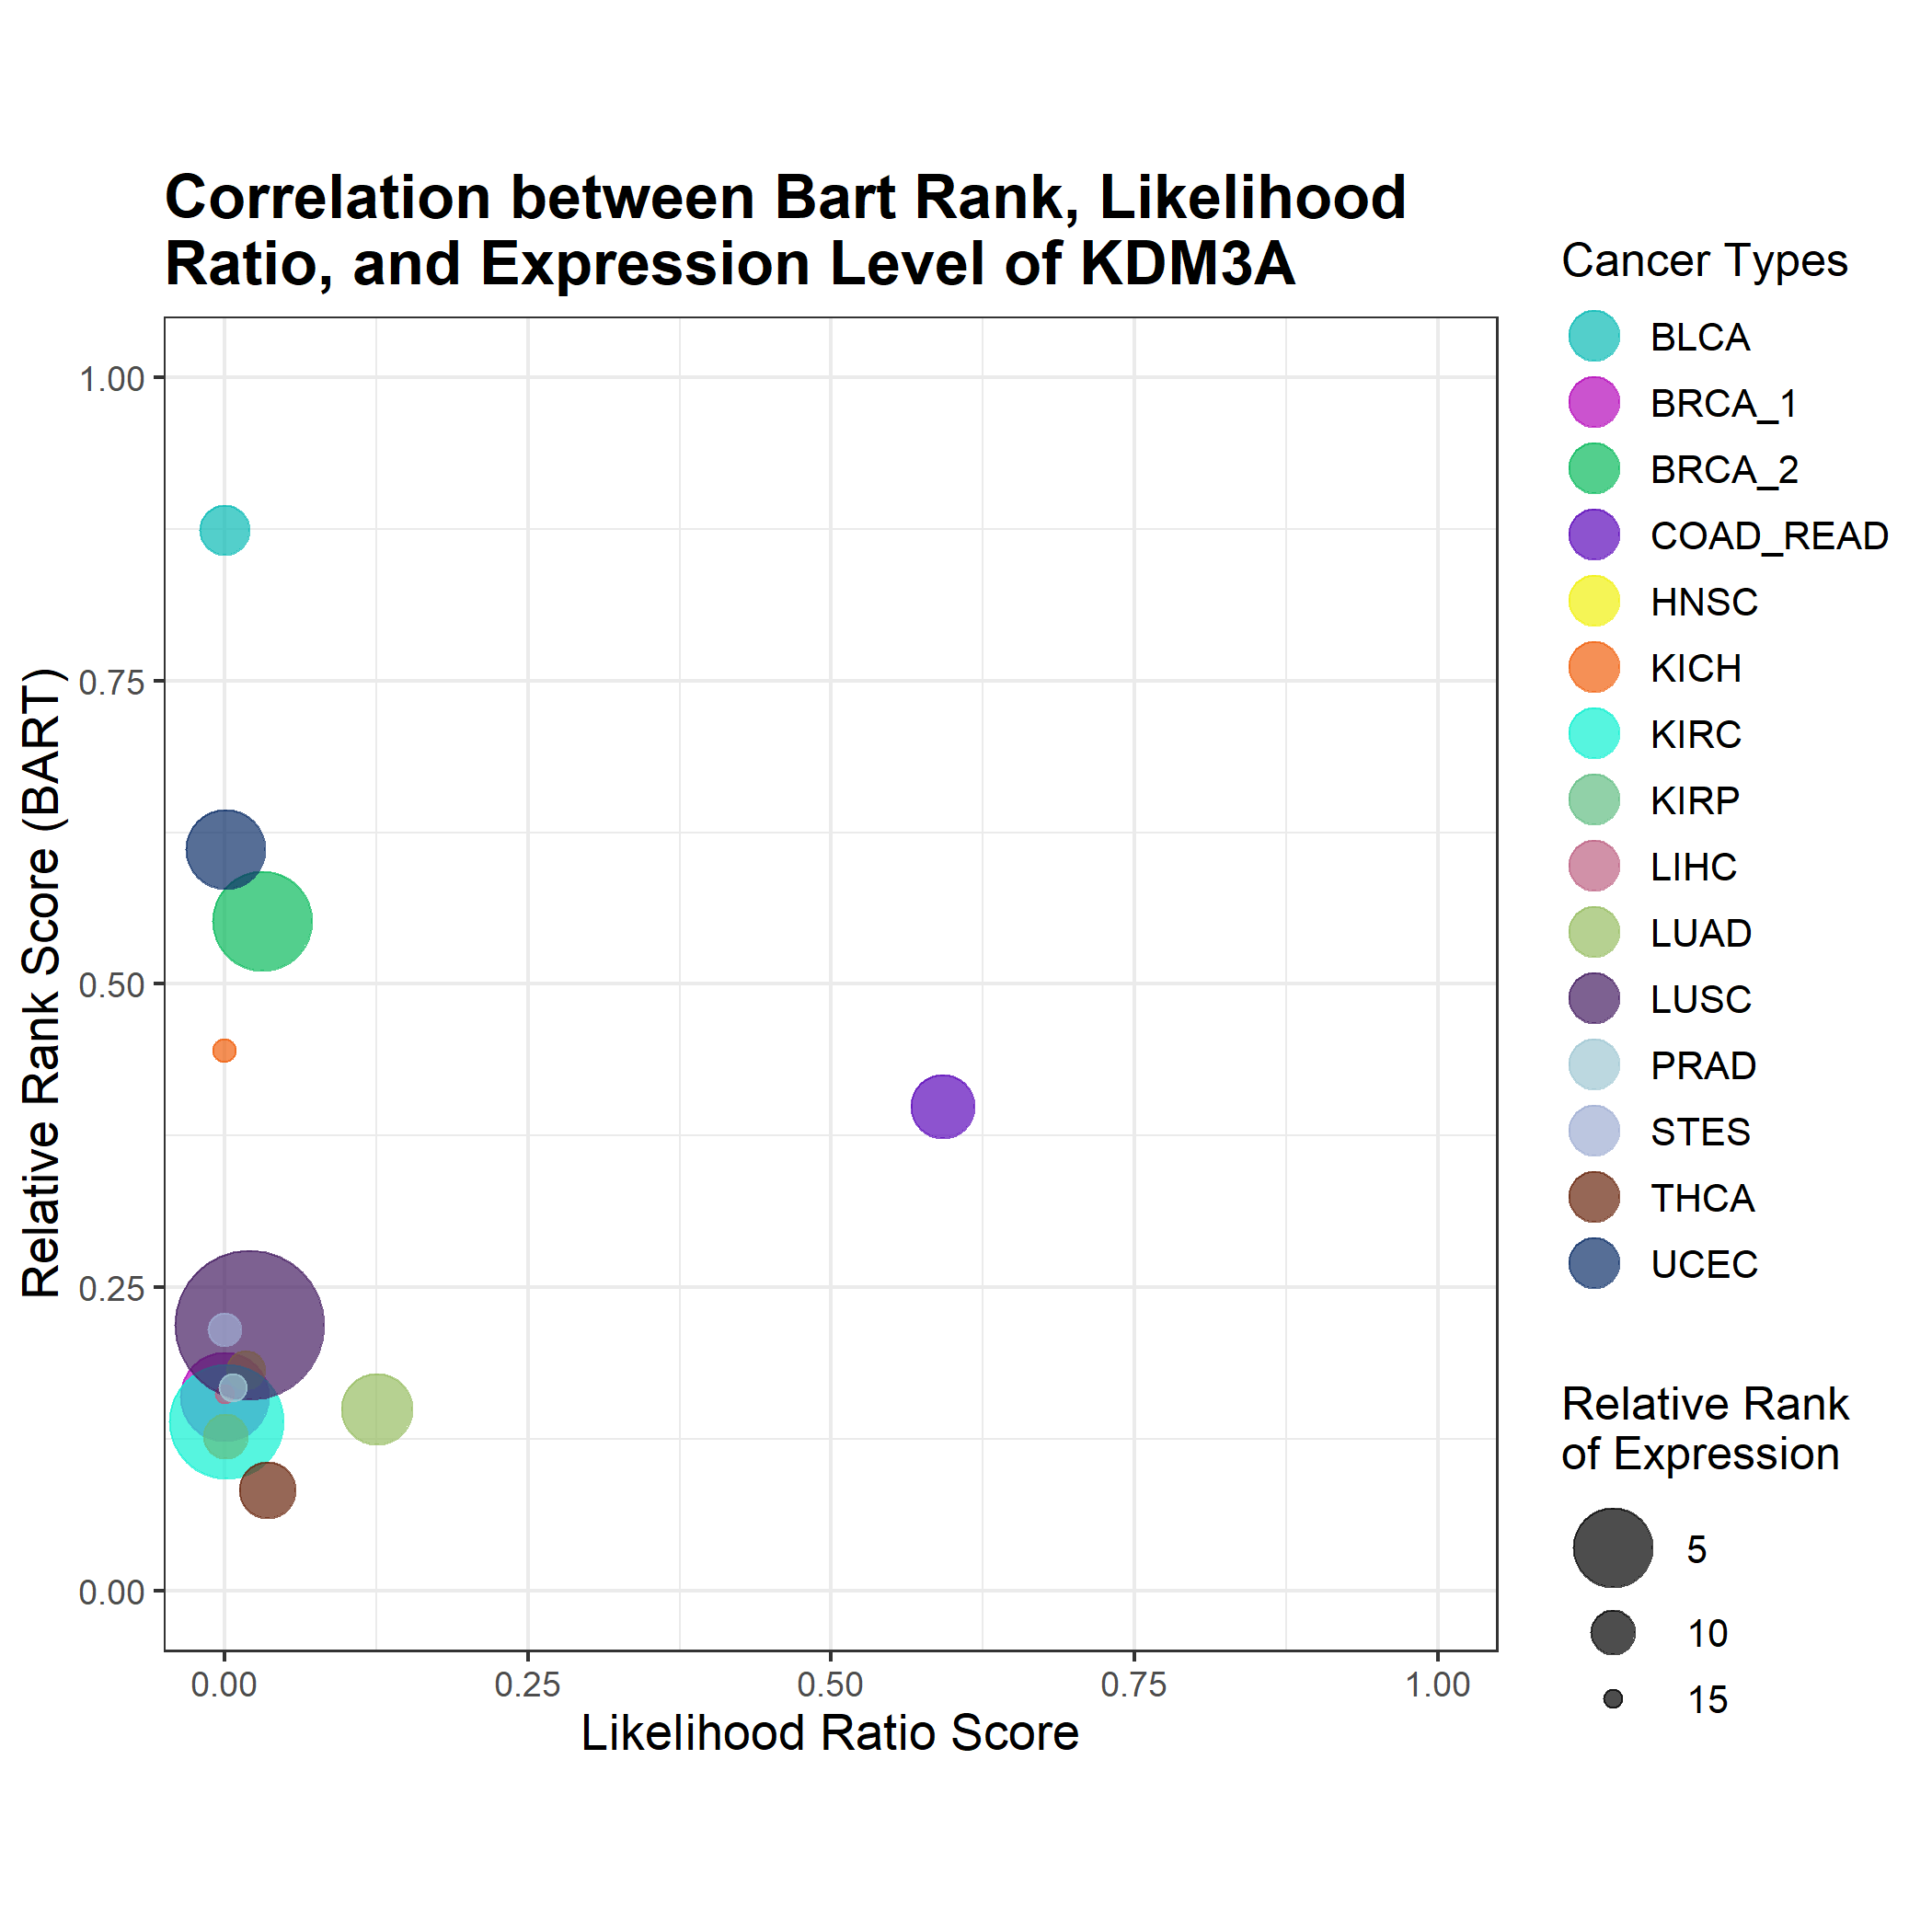 Correlation between Bart Rank, Likelihood
Ratio, and Expression Level of KDM3A
Relative Rank Score (BART)
1.00
0.75
0.50
0.25
0.00
0.00 0.25 0.50 0.75 1.00
Likelihood Ratio Score
Cancer Types
BLCA
BRCA_1
BRCA_2
COAD_READ
HNSC
KICH
KIRC
KIRP
LIHC
LUAD
LUSC
PRAD
STES
THCA
UCEC
Relative Rank
of Expression
5
10
15